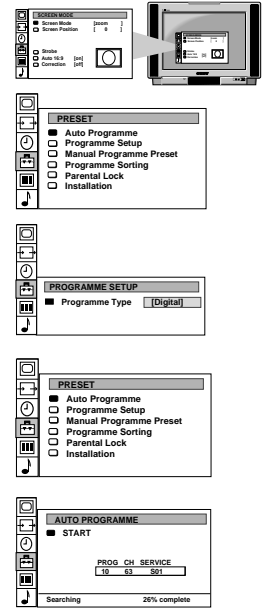 SCREEN MODE
Screen Mode [zoom ]
Screen Position [ 0 ]
Strobe
Auto 16:9 [on]
Correction [off]
PRESET
Auto Programme
Programme Setup
Manual Programme Preset
Programme Sorting
Parental Lock
Installation
PROGRAMME SETUP
Programme Type [Digital]
PRESET
Auto Programme
Programme Setup
Manual Programme Preset
Programme Sorting
Parental Lock
Installation
AUTO PROGRAMME
START
PROG CH SERVICE
10 63 S01
Searching 26% complete